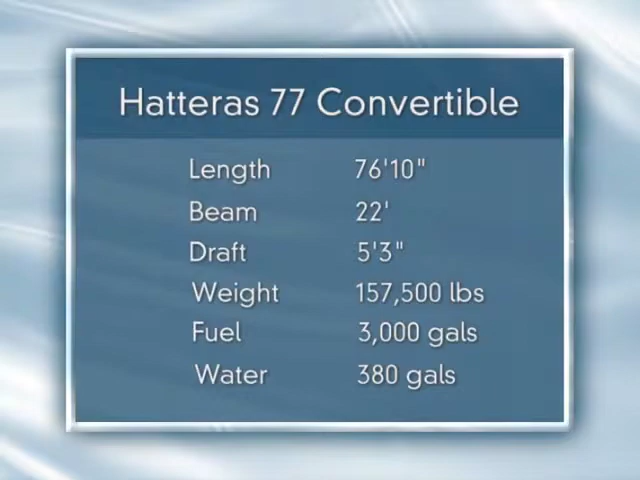 Hatteras 77 Convertible
Length 76'10"
Beam 22'
Draft 5'3"
Weight 157,500 lbs
Fuel 3,000 gals
Water 380 gals